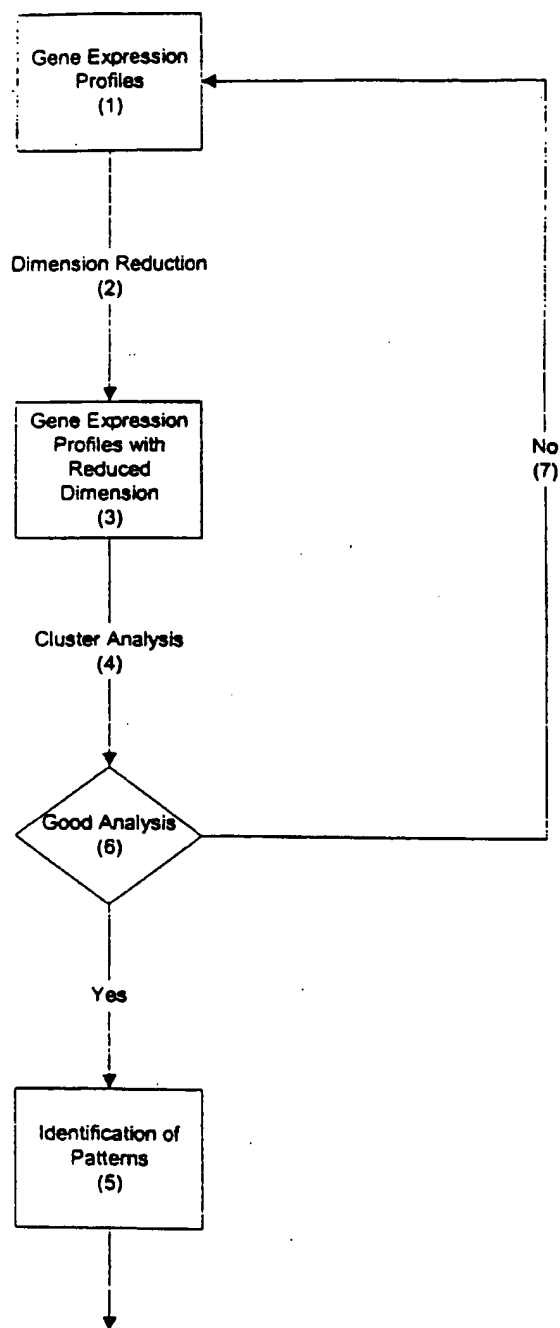 Gene Expression
Profiles
(1)
Dimension Reduction
(2)
Gene Expression
Profiles with
Reduced
Dimension
(3)
No
(7)
Cluster Analysis
(4)
Good Analysis
(6)
Yes
Identification of
Patterns
(5)